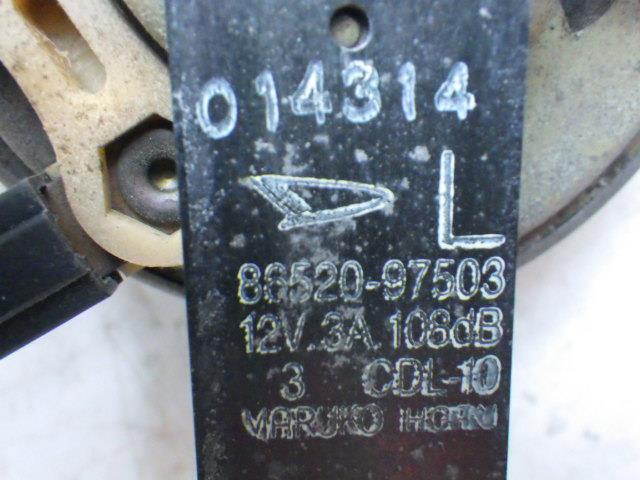 014314
L
86520-97503
12V.3A.108dB
3 CDL-10
MARUKO HORN